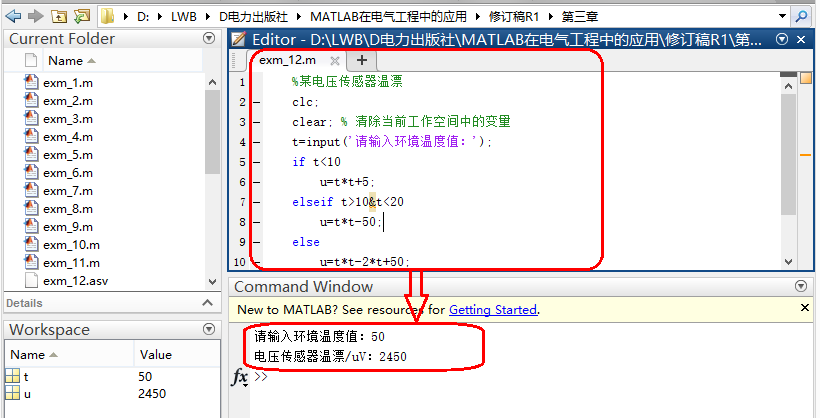 D: LWB D电力出版社 MATLAB在电气工程中的应用 修订稿R1 第三章
Current Folder
Name
exm_1.m
exm_2.m
exm_3.m
exm_4.m
exm_5.m
exm_6.m
exm_7.m
exm_8.m
exm_9.m
exm_10.m
exm_11.m
exm_12.asv
Details
Workspace
Name Value
t 50
u 2450
Editor - D:\LWB\D电力出版社\MATLAB在电气工程中的应用\修订稿R1\第...
exm_12.m
1 %某电压传感器温漂
2 clc;
3 clear; % 清除当前工作空间中的变量
4 t=input('请输入环境温度值：');
5 if t<10
6 u=t*t+5;
7 elseif t>10&t<20
8 u=t*t-50;
9 else
10 u=t*t-2*t+50;
Command Window
New to MATLAB? See resources for Getting Started.
请输入环境温度值：50
电压传感器温漂/uV：2450
fx >>